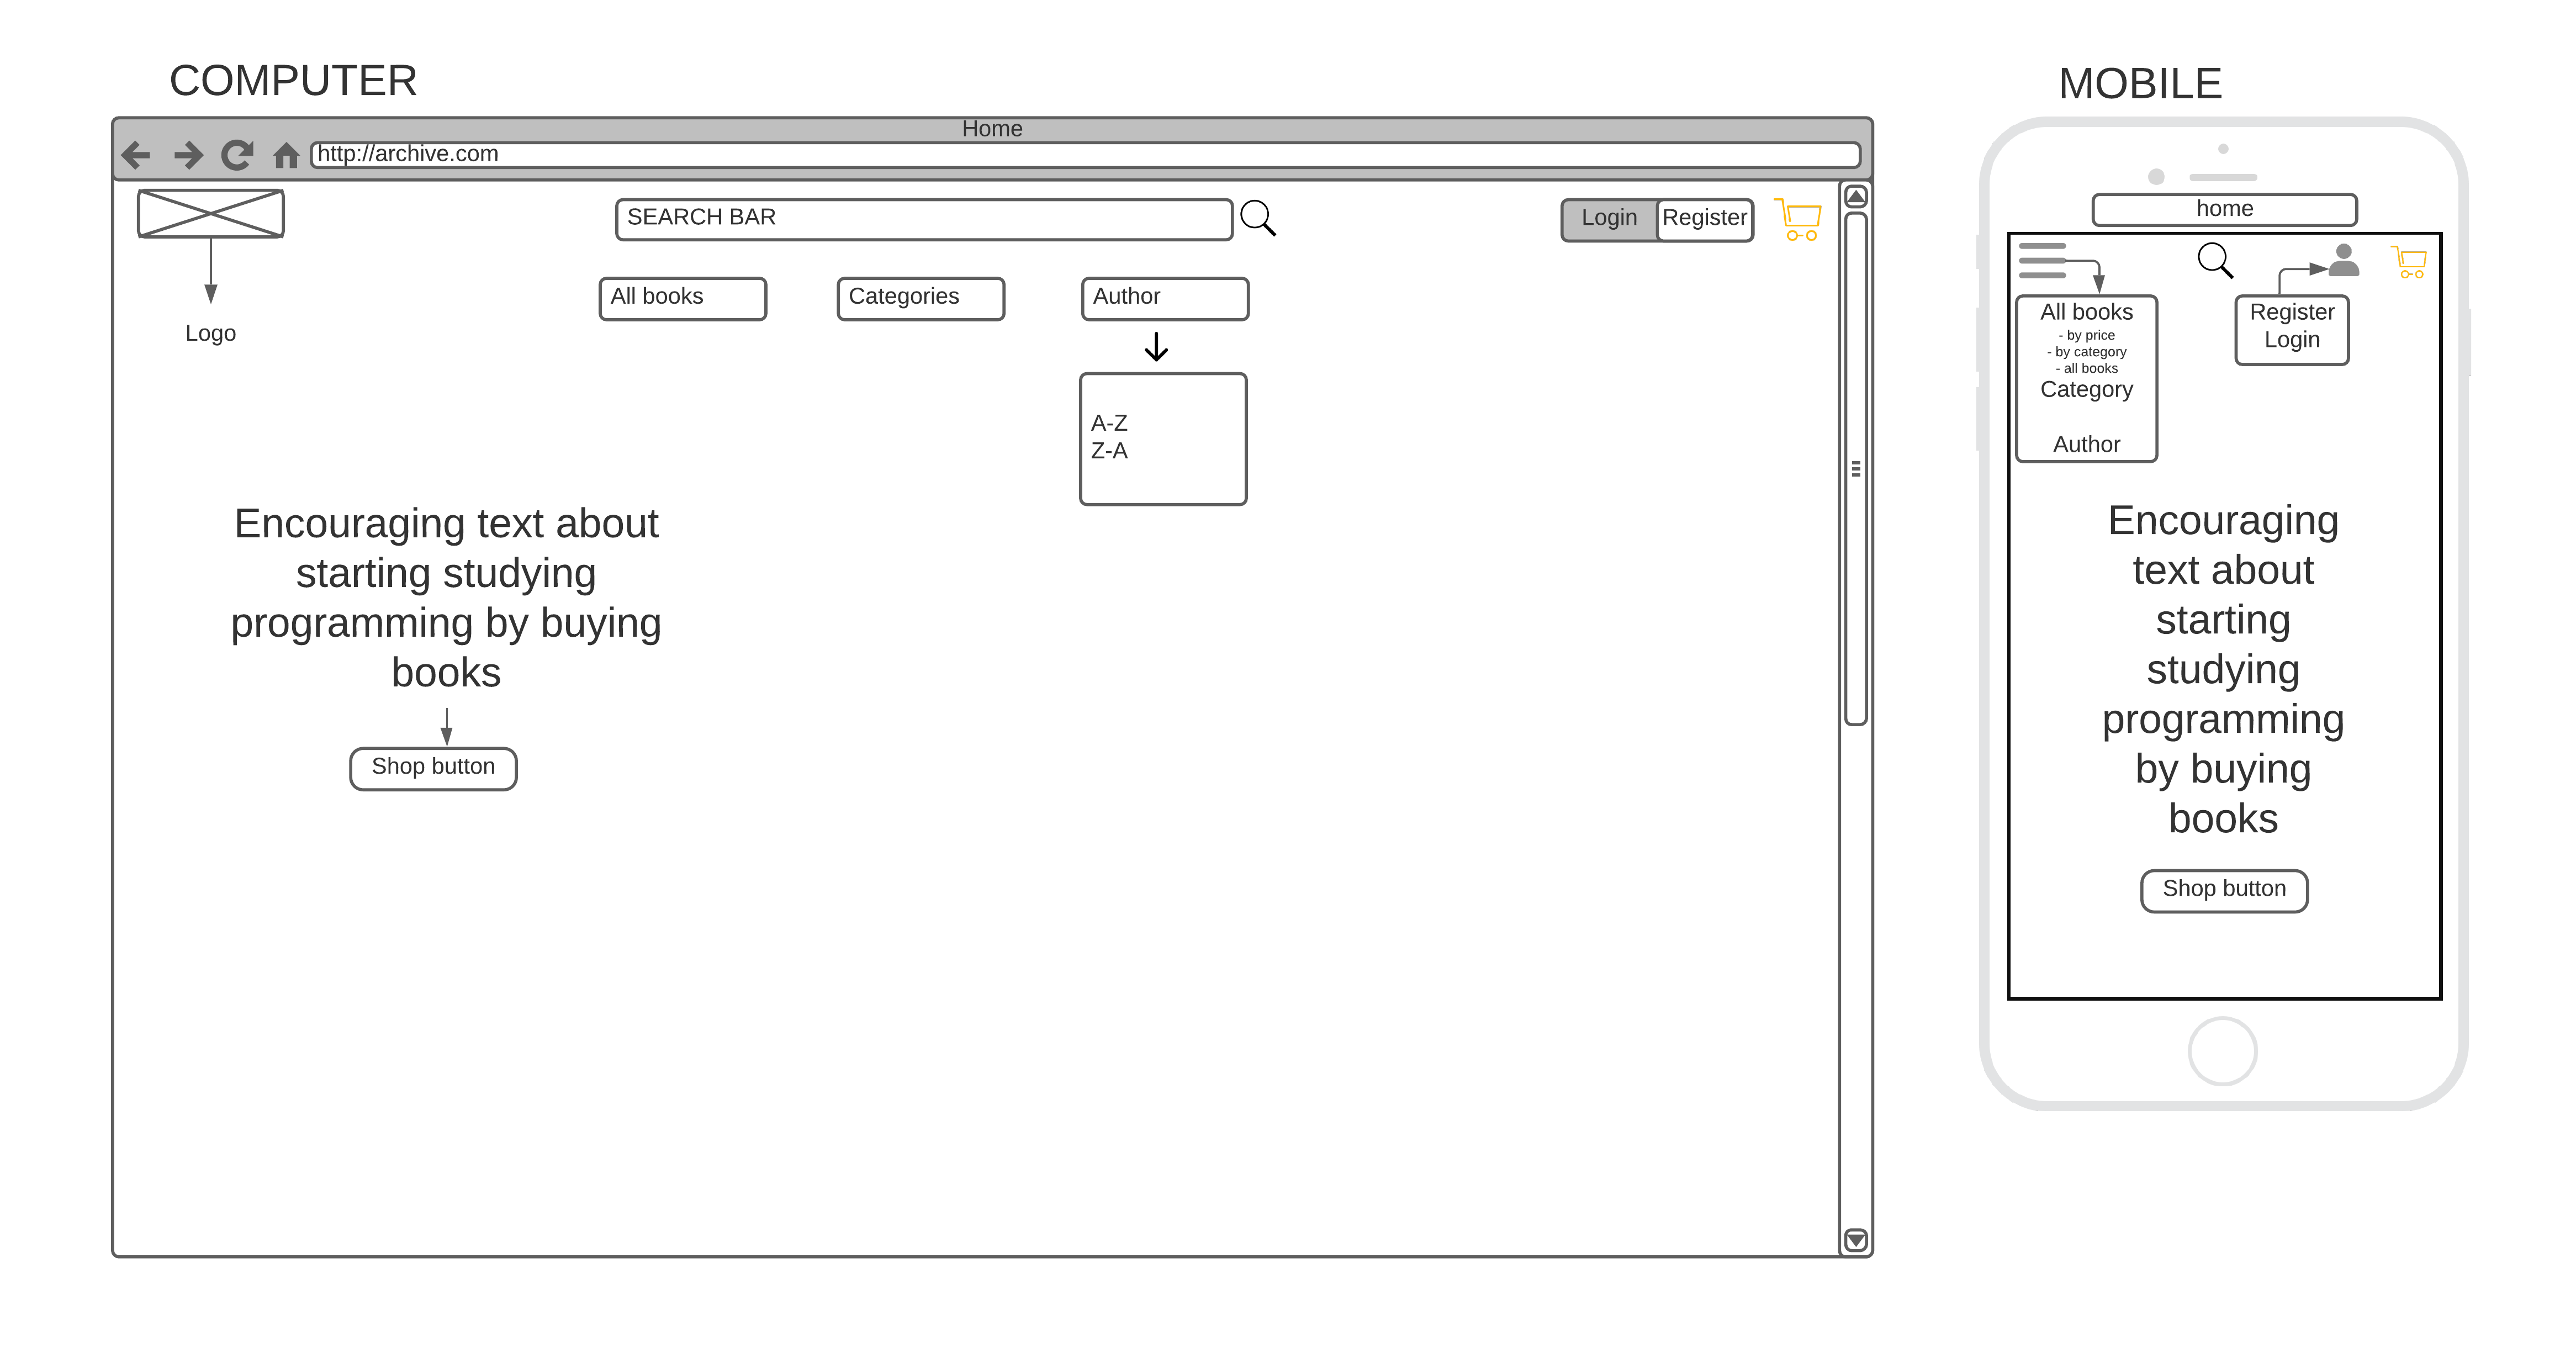 COMPUTER
Home
http://archive.com
SEARCH BAR
Login
Register
All books
Categories
Author
Logo
A-Z
Z-A
Encouraging text about
starting studying
programming by buying
books
Shop button
MOBILE
home
All books
- by price
- by category
- all books
Category
Author
Register
Login
Encouraging
text about
starting
studying
programming
by buying
books
Shop button